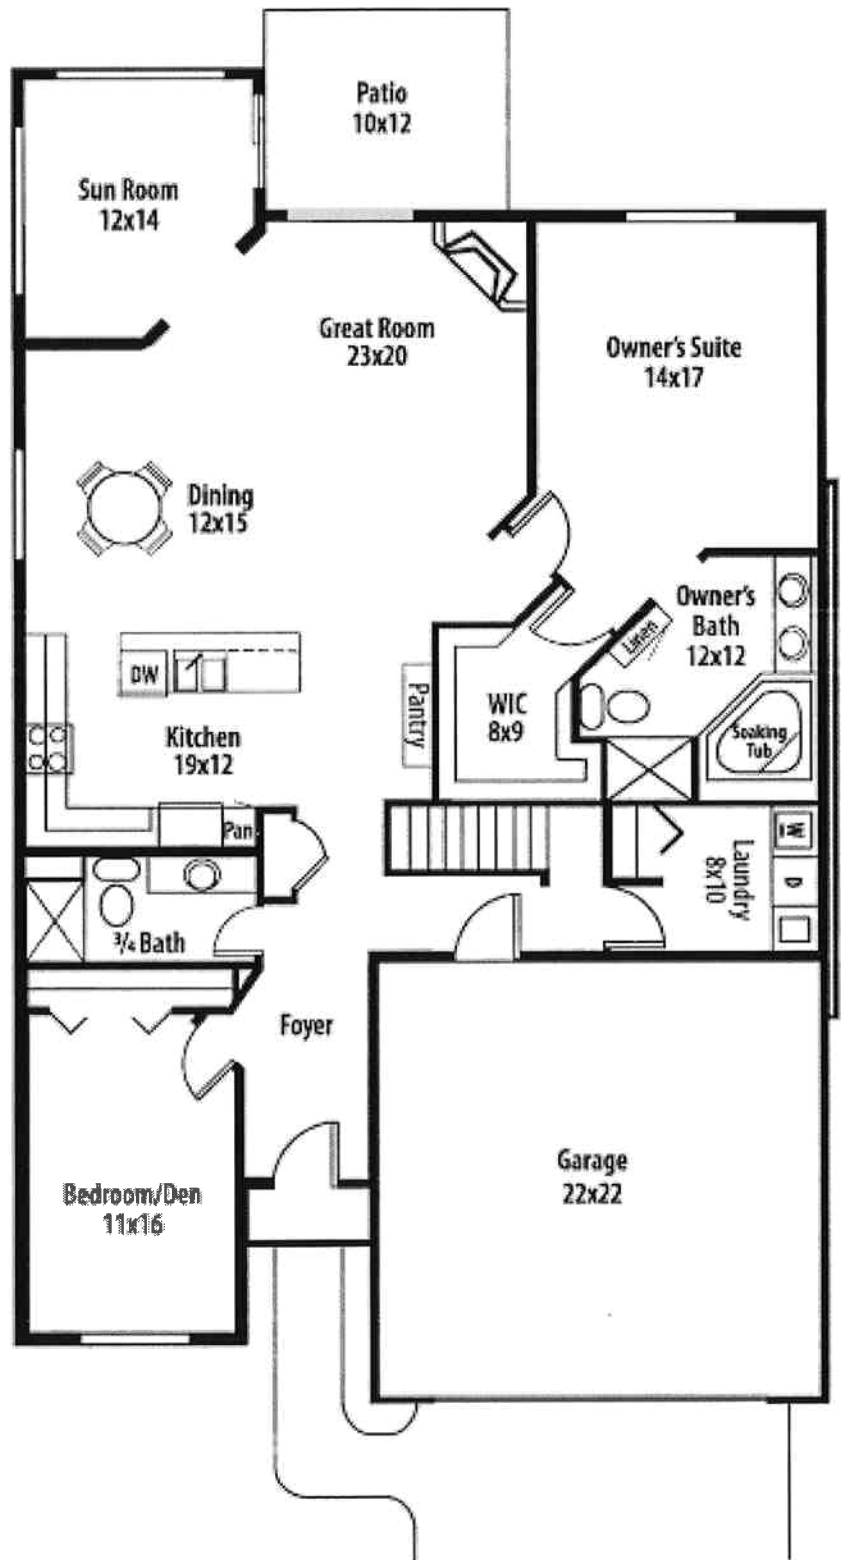 Patio
10x12
Sun Room
12x14
Great Room
23x20
Owner's Suite
14x17
Dining
12x15
Owner's
Bath
12x12
Linen
DW
Pantry
WIC
8x9
Kitchen
19x12
Soaking
Tub
Pan
W
Laundry
8x10
D
¾ Bath
Foyer
Bedroom/Den
11x16
Garage
22x22